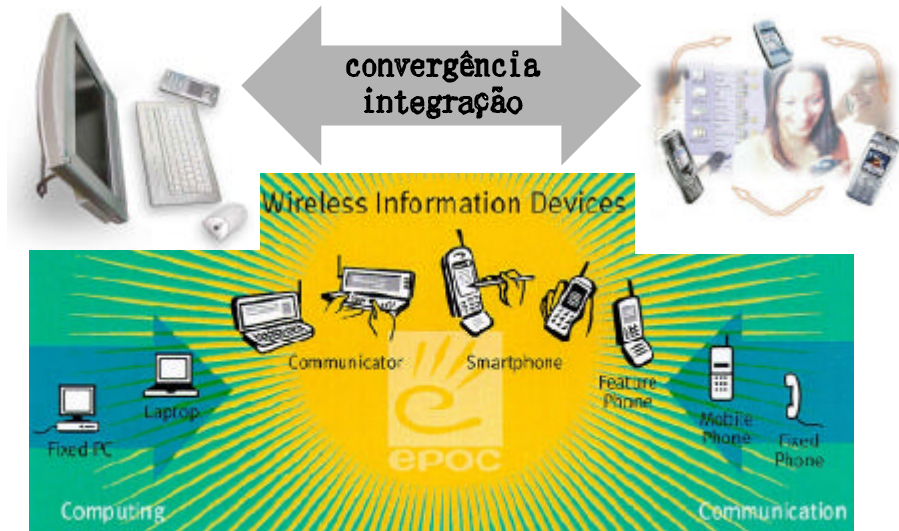 convergência
integração
Wireless Information Devices
Communicator
Smartphone
Feature
Phone
Laptop
Mobile
Phone
Fixed PC
Fixed
Phone
e
epoc
Computing
Communication